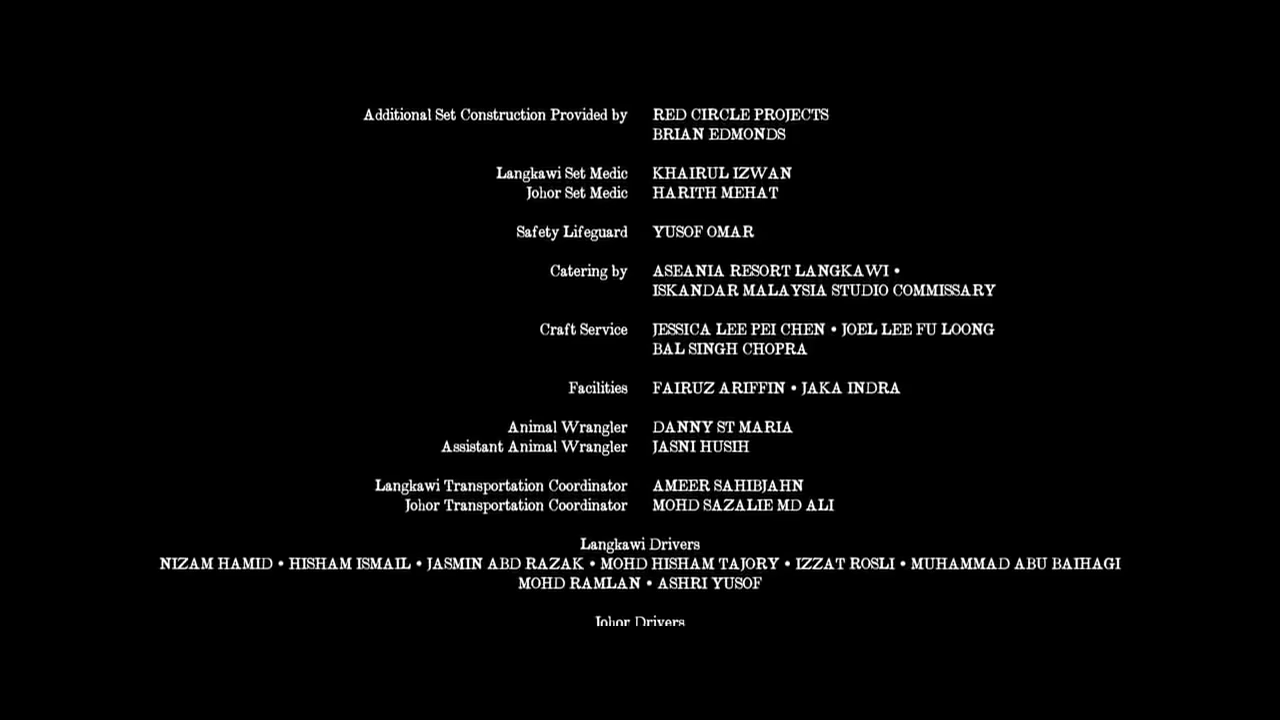 Additional Set Construction Provided by RED CIRCLE PROJECTS
BRIAN EDMONDS
Langkawi Set Medic KHAIRUL IZWAN
Johor Set Medic HARITH MEHAT
Safety Lifeguard YUSOF OMAR
Catering by ASEANIA RESORT LANGKAWI •
ISKANDAR MALAYSIA STUDIO COMMISSARY
Craft Service JESSICA LEE PEI CHEN • JOEL LEE FU LOONG
BAL SINGH CHOPRA
Facilities FAIRUZ ARIFFIN • JAKA INDRA
Animal Wrangler DANNY ST MARIA
Assistant Animal Wrangler JASNI HUSIH
Langkawi Transportation Coordinator AMEER SAHIBJAHN
Johor Transportation Coordinator MOHD SAZALIE MD ALI
Langkawi Drivers
NIZAM HAMID • HISHAM ISMAIL • JASMIN ABD RAZAK • MOHD HISHAM TAJORY • IZZAT ROSLI • MUHAMMAD ABU BAIHAGI
MOHD RAMLAN • ASHRI YUSOF
Johor Drivers